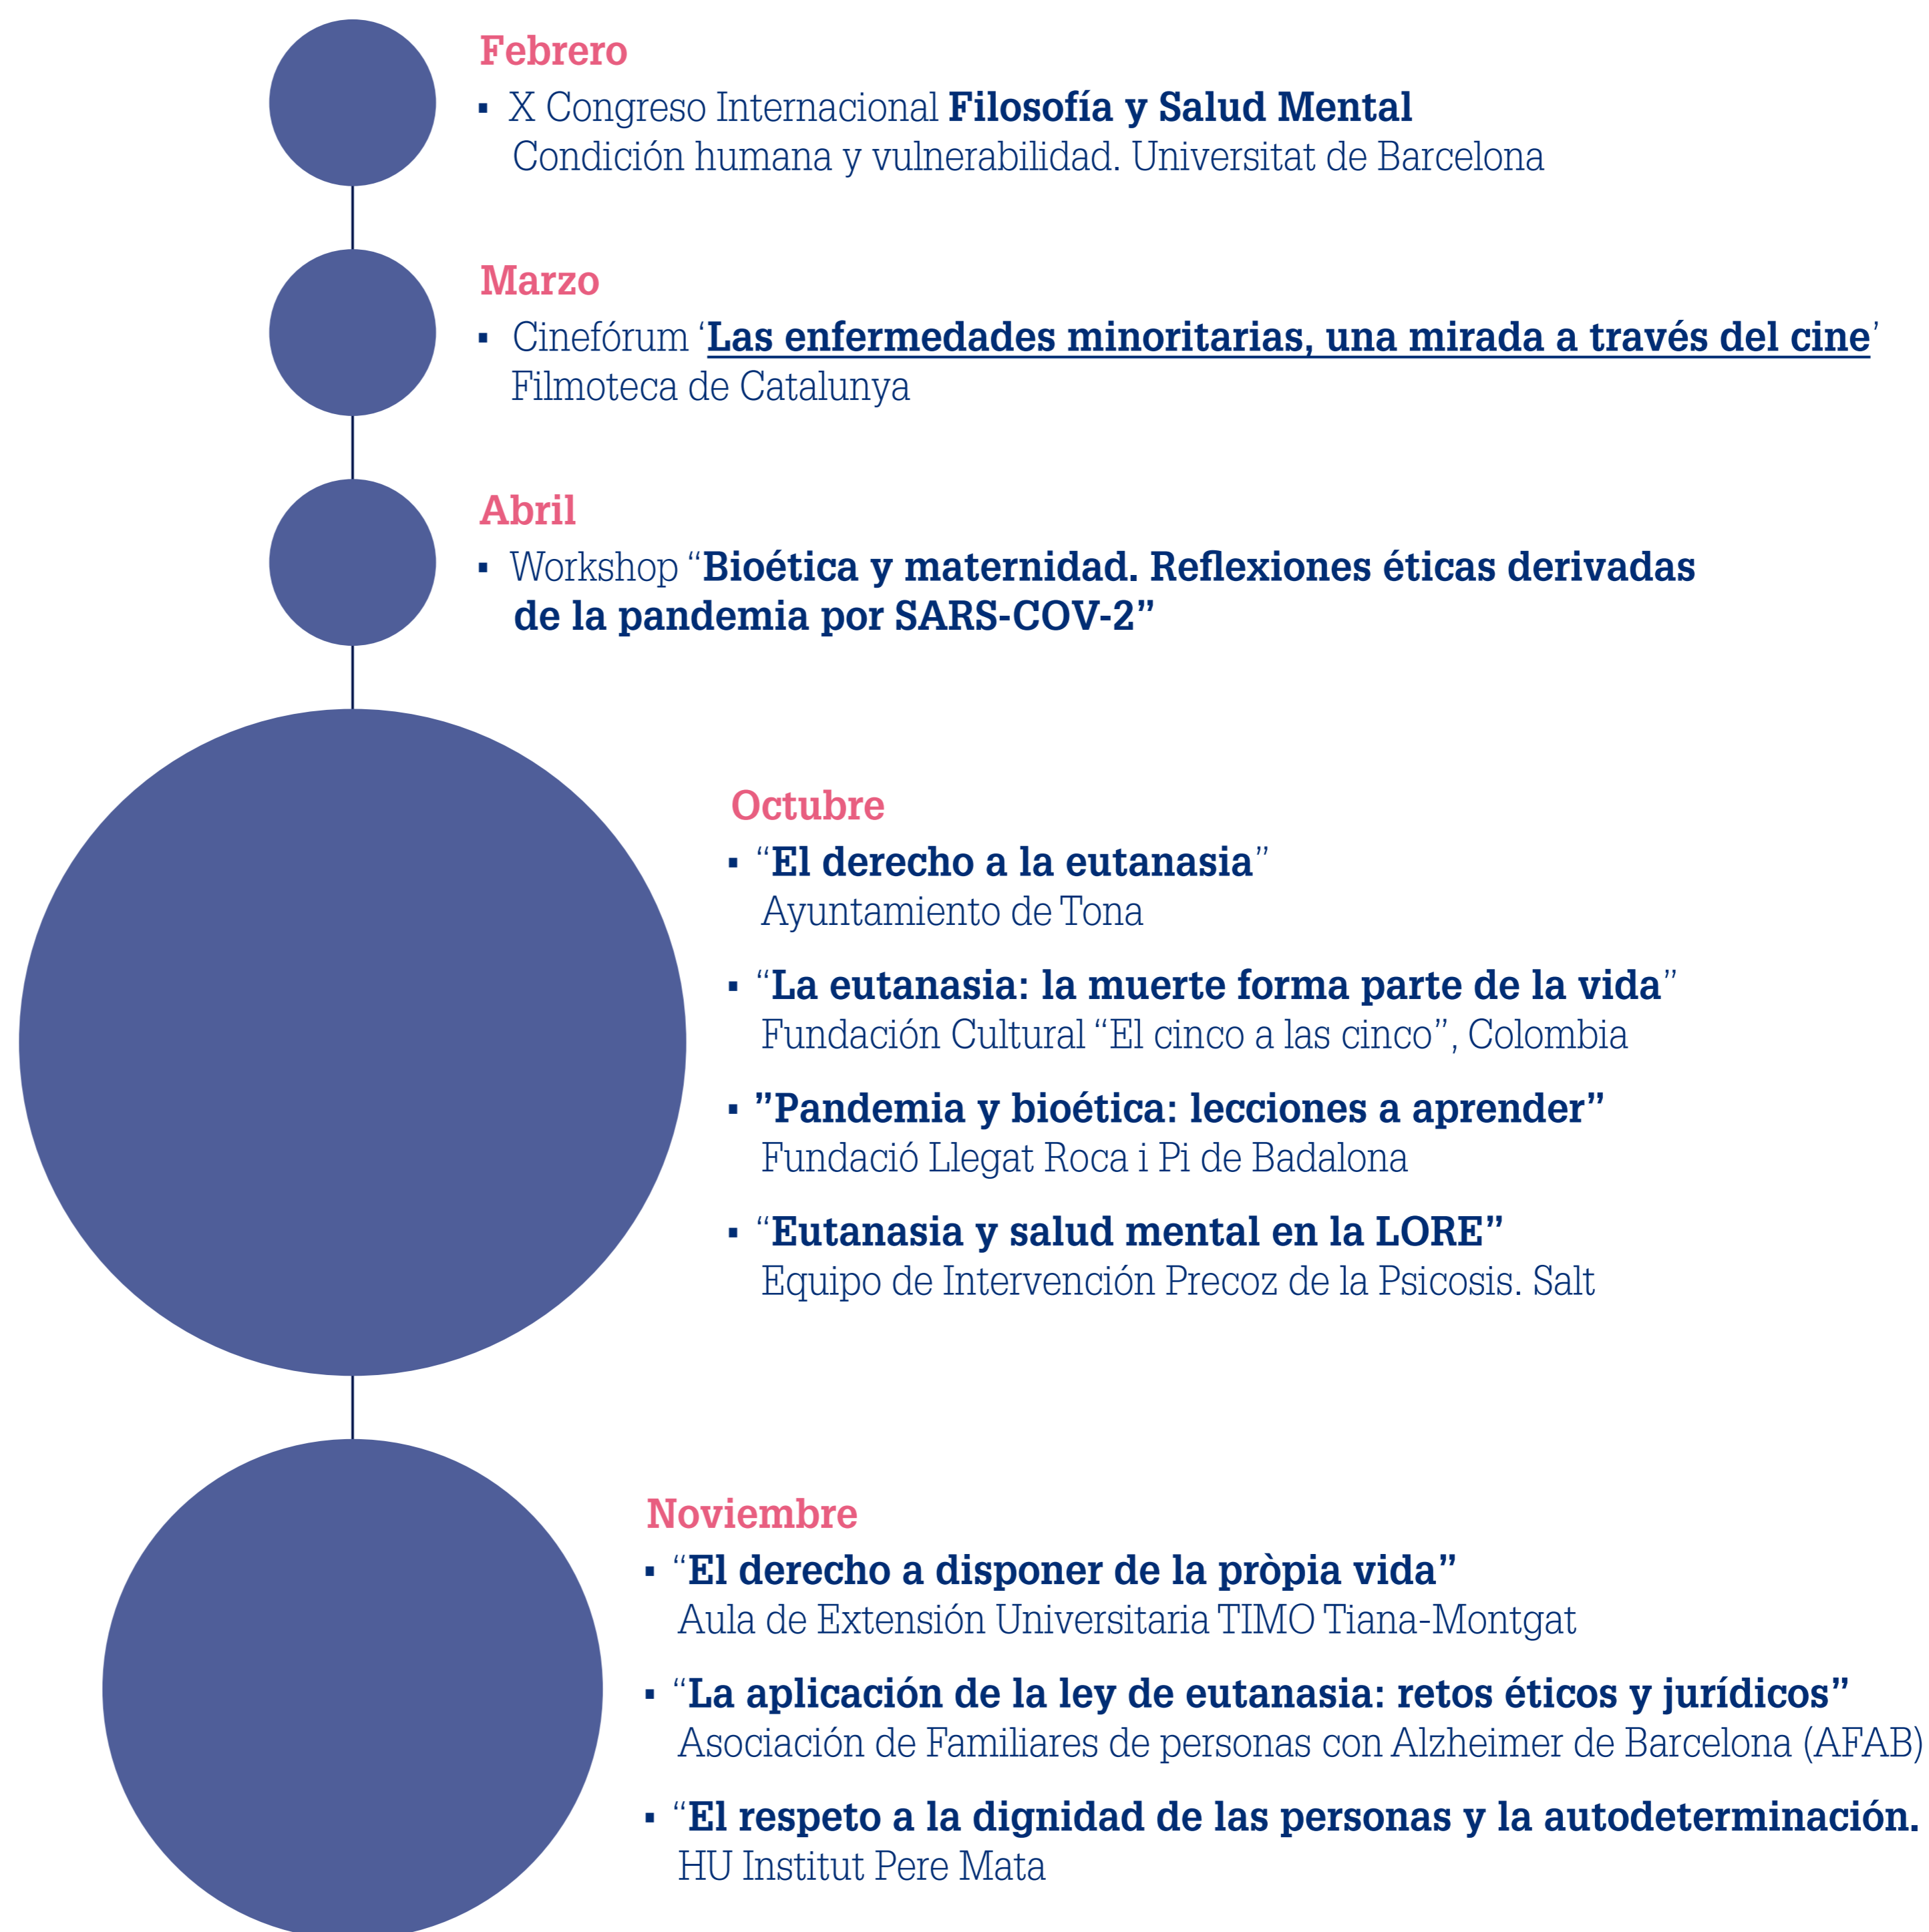 Febrero
▪ X Congreso Internacional Filosofía y Salud Mental
Condición humana y vulnerabilidad. Universitat de Barcelona
Marzo
▪ Cinefórum ‘Las enfermedades minoritarias, una mirada a través del cine’
Filmoteca de Catalunya
Abril
▪ Workshop “Bioética y maternidad. Reflexiones éticas derivadas
de la pandemia por SARS-COV-2”
Octubre
▪ “El derecho a la eutanasia”
Ayuntamiento de Tona
▪ “La eutanasia: la muerte forma parte de la vida”
Fundación Cultural “El cinco a las cinco”, Colombia
▪ ”Pandemia y bioética: lecciones a aprender”
Fundació Llegat Roca i Pi de Badalona
▪ “Eutanasia y salud mental en la LORE”
Equipo de Intervención Precoz de la Psicosis. Salt
Noviembre
▪ “El derecho a disponer de la pròpia vida”
Aula de Extensión Universitaria TIMO Tiana-Montgat
▪ “La aplicación de la ley de eutanasia: retos éticos y jurídicos”
Asociación de Familiares de personas con Alzheimer de Barcelona (AFAB)
▪ “El respeto a la dignidad de las personas y la autodeterminación.
HU Institut Pere Mata